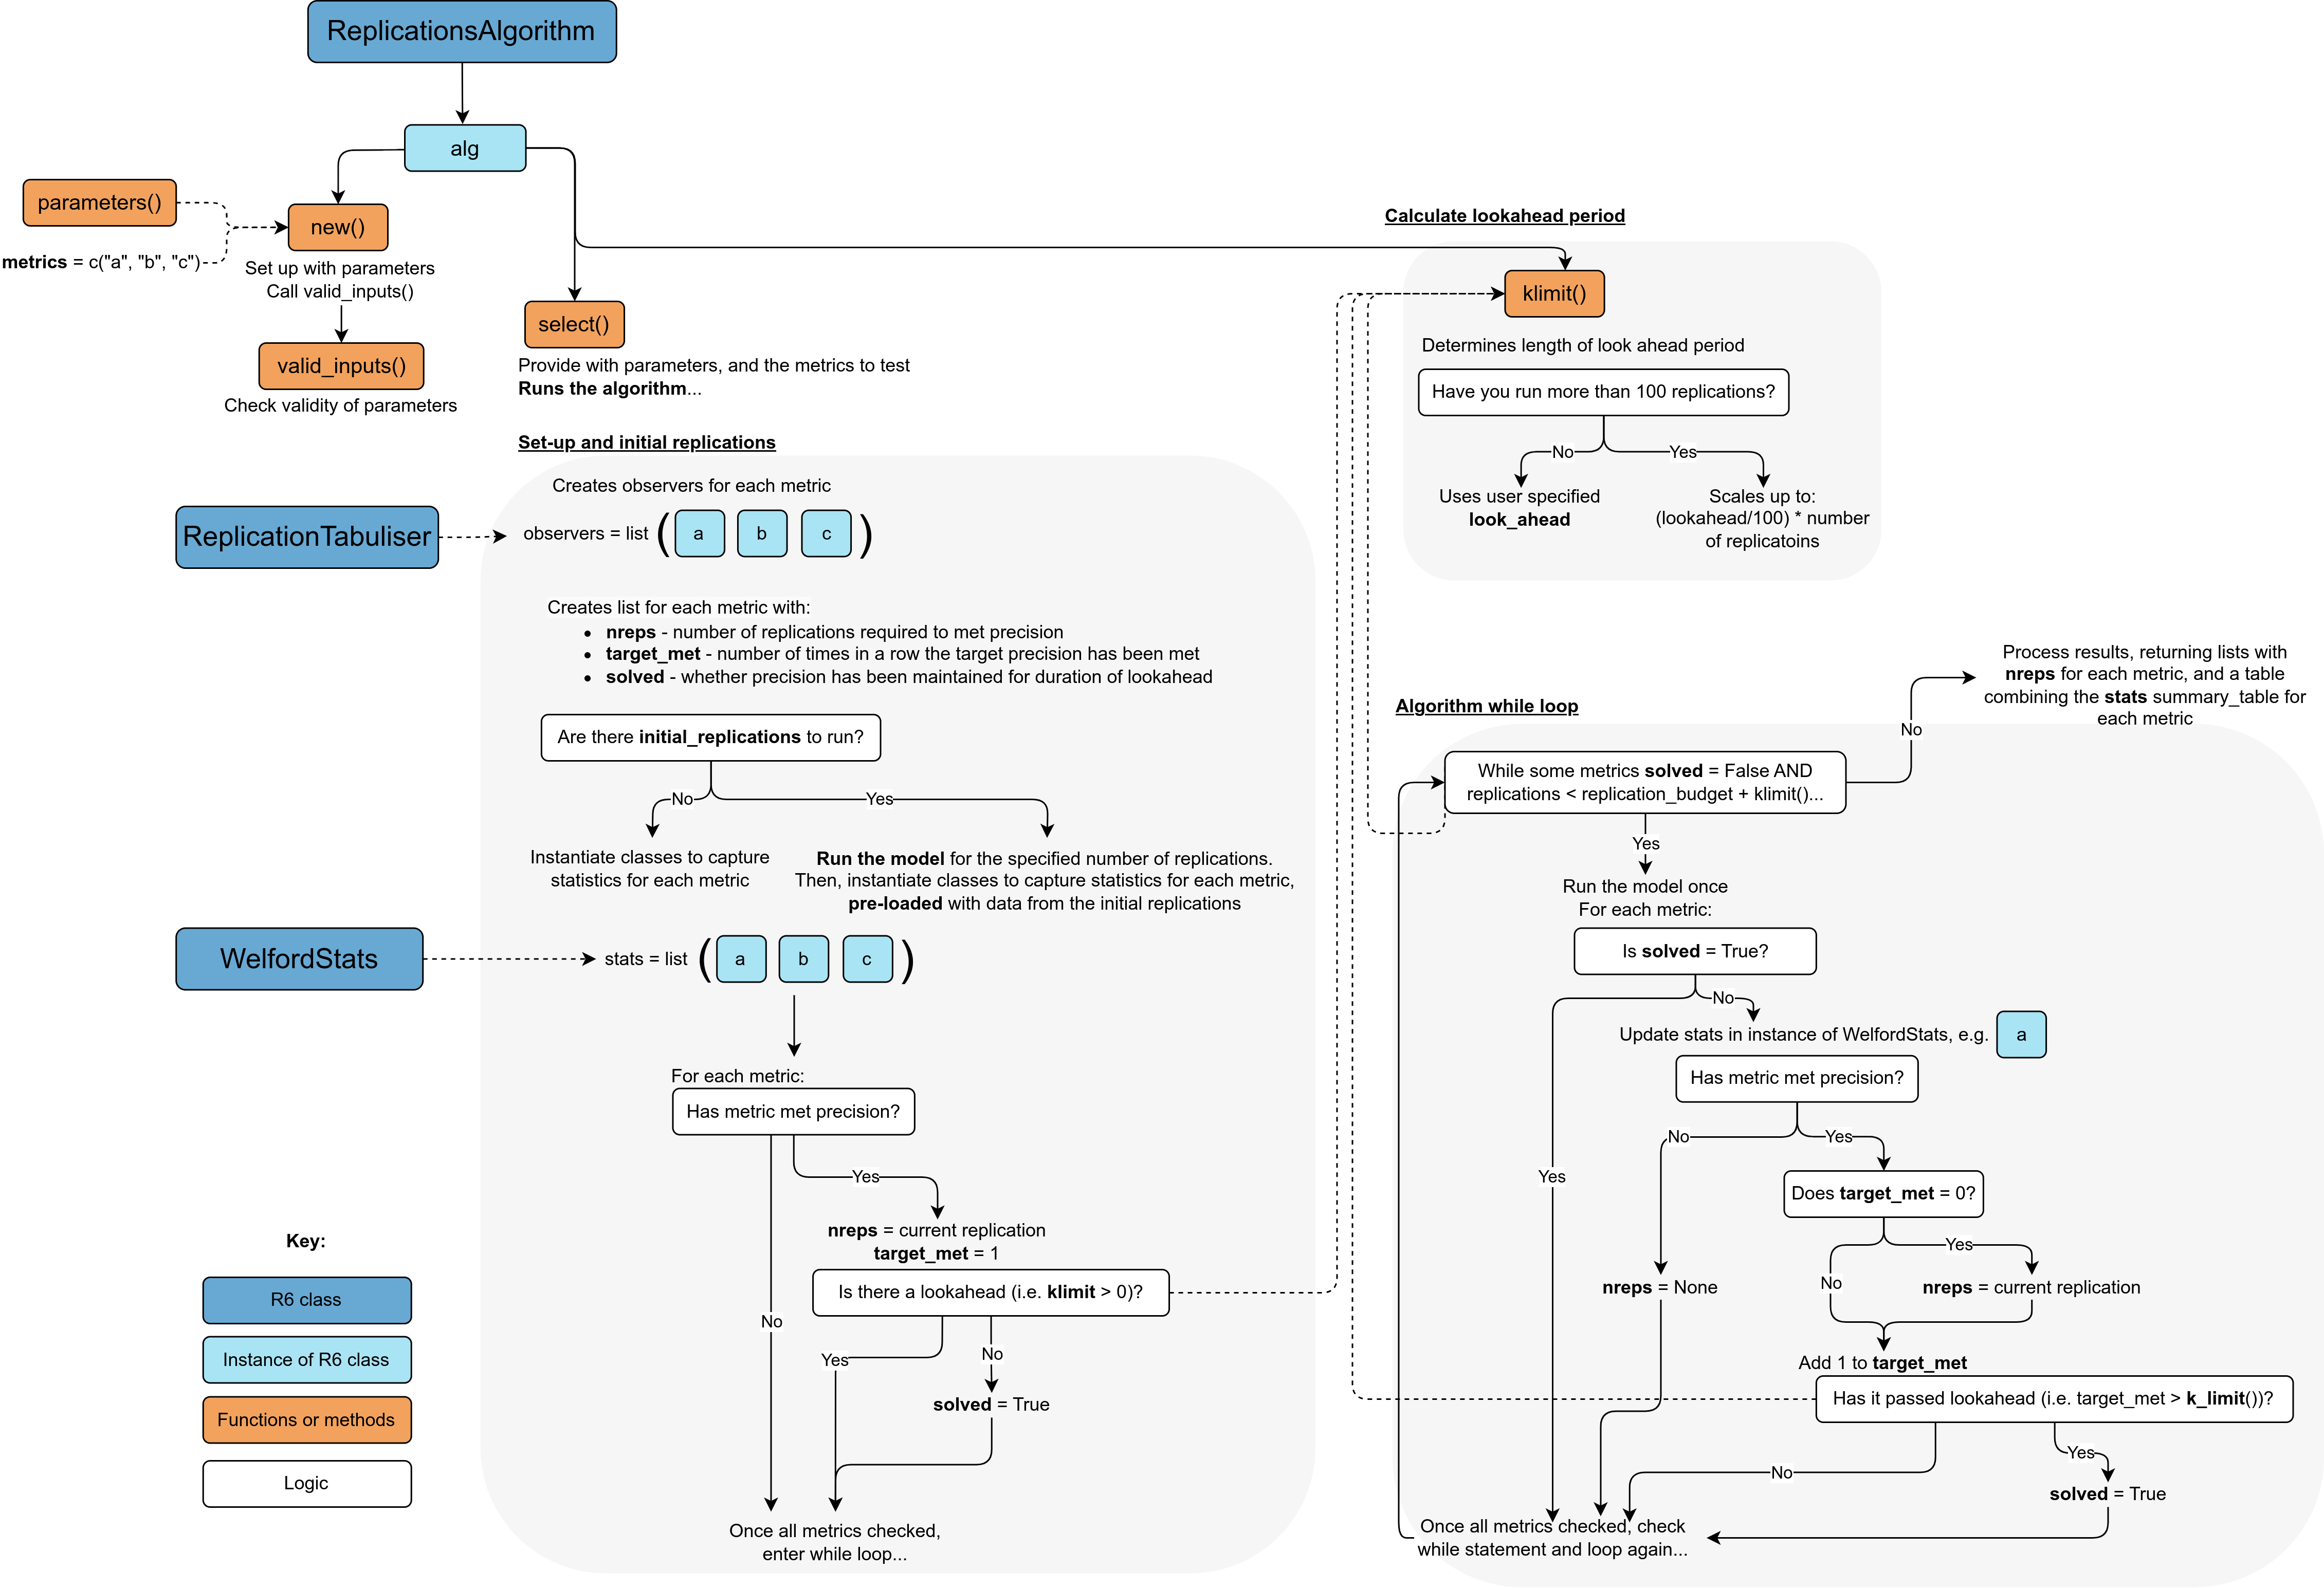 ReplicationsAlgorithm
alg
parameters()
metrics = c("a", "b", "c")
new()
Set up with parameters
Call valid_inputs()
valid_inputs()
Check validity of parameters
select()
Provide with parameters, and the metrics to test
Runs the algorithm...
Calculate lookahead period
klimit()
Determines length of look ahead period
Have you run more than 100 replications?
No
Yes
Uses user specified
look_ahead
Scales up to:
(lookahead/100) * number
of replicatoins
Set-up and initial replications
Creates observers for each metric
ReplicationTabuliser
observers = list ( a b c )
Creates list for each metric with:
• nreps - number of replications required to met precision
• target_met - number of times in a row the target precision has been met
• solved - whether precision has been maintained for duration of lookahead
Are there initial_replications to run?
No
Yes
Instantiate classes to capture
statistics for each metric
Run the model for the specified number of replications.
Then, instantiate classes to capture statistics for each metric,
pre-loaded with data from the initial replications
WelfordStats
stats = list ( a b c )
For each metric:
Has metric met precision?
Yes
No
nreps = current replication
target_met = 1
Is there a lookahead (i.e. klimit > 0)?
Yes
No
solved = True
Once all metrics checked,
enter while loop...
Algorithm while loop
While some metrics solved = False AND
replications < replication_budget + klimit()...
No
Process results, returning lists with
nreps for each metric, and a table
combining the stats summary_table for
each metric
Yes
Run the model once
For each metric:
Is solved = True?
No
Yes
Update stats in instance of WelfordStats, e.g. a
Has metric met precision?
No
Yes
Does target_met = 0?
Yes
No
nreps = None
nreps = current replication
Add 1 to target_met
Has it passed lookahead (i.e. target_met > k_limit())?
Yes
No
solved = True
Once all metrics checked, check
while statement and loop again...
Key:
R6 class
Instance of R6 class
Functions or methods
Logic